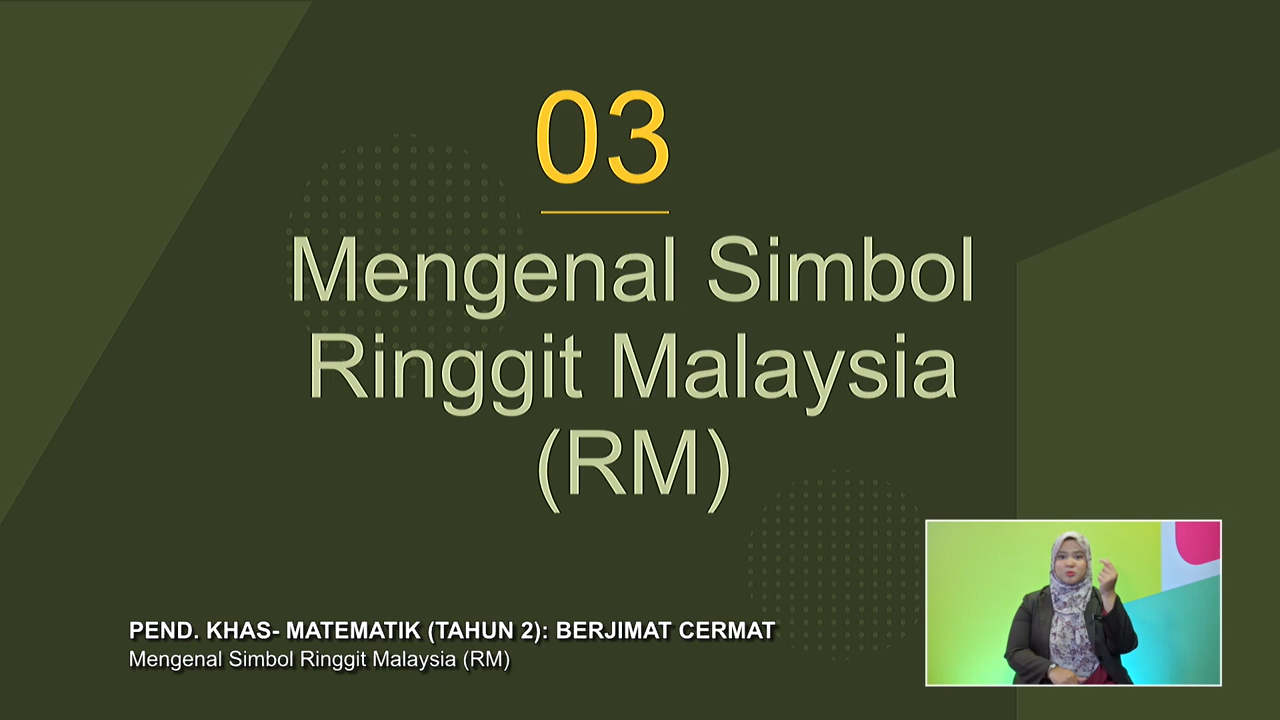 03
Mengenal Simbol
Ringgit Malaysia
(RM)
PEND. KHAS- MATEMATIK (TAHUN 2): BERJIMAT CERMAT
Mengenal Simbol Ringgit Malaysia (RM)